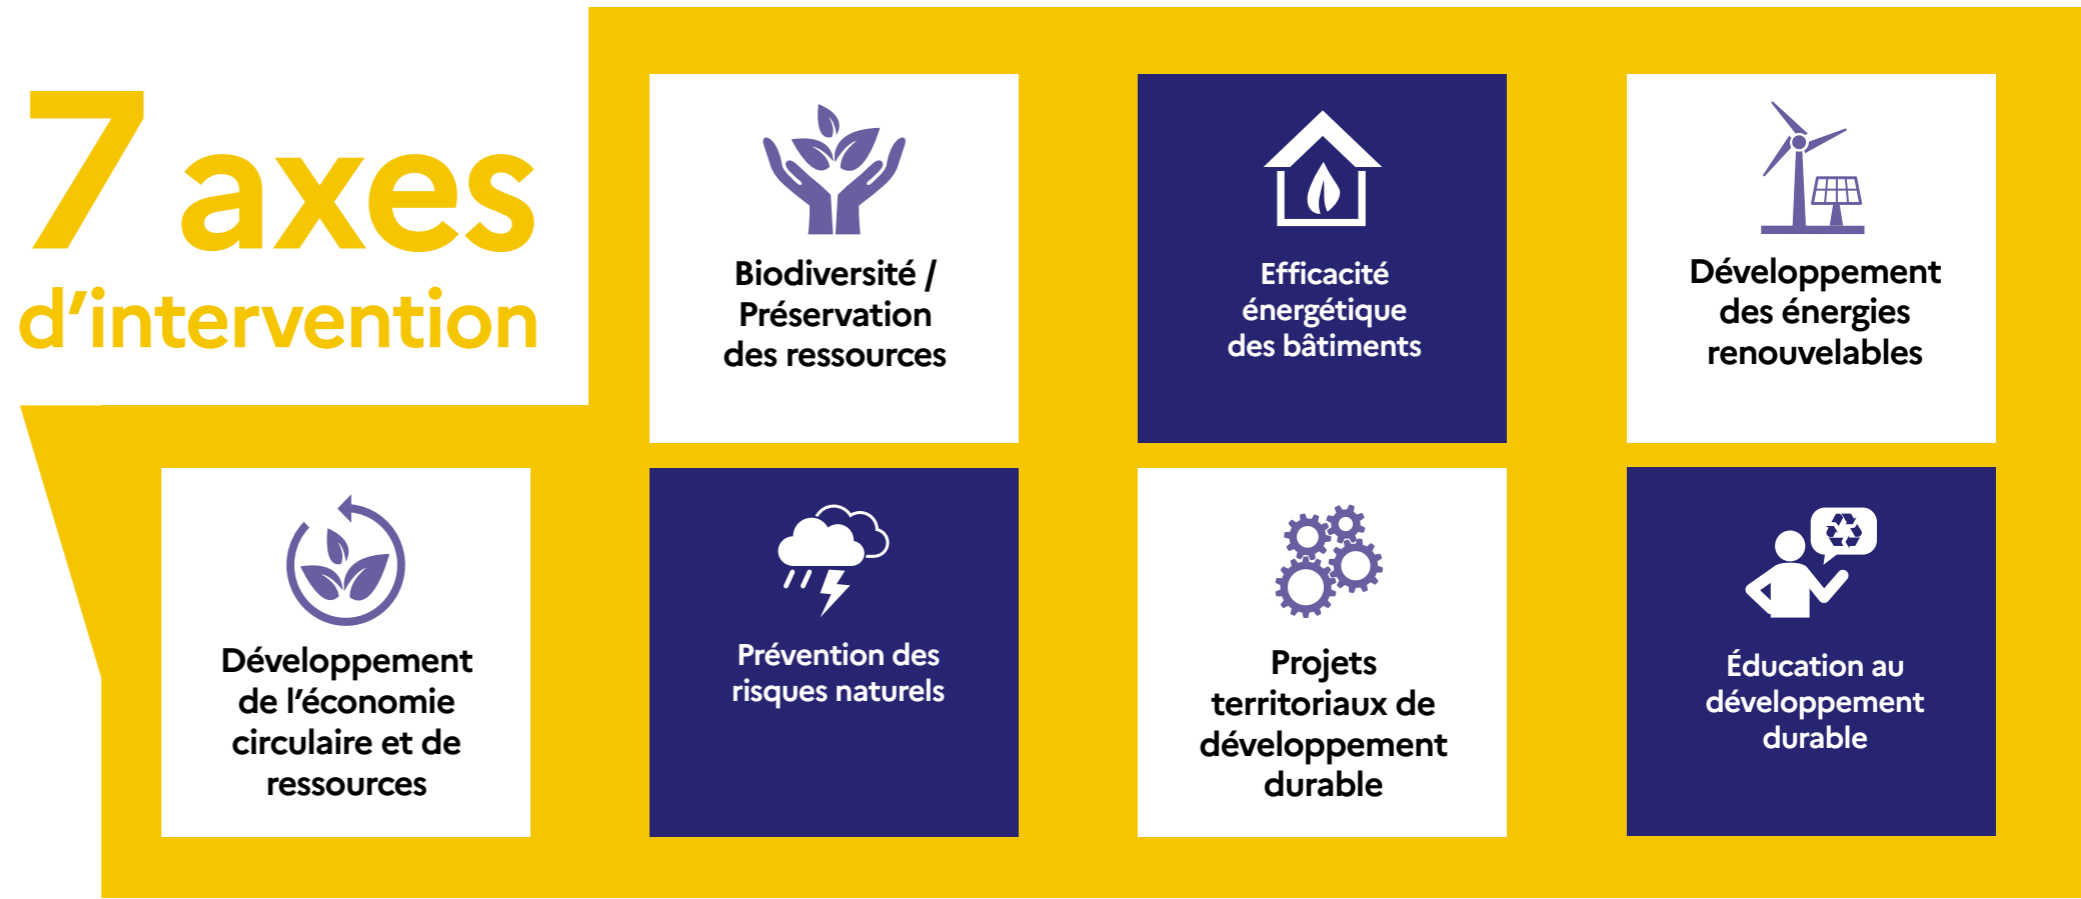 7 axes
d’intervention
Biodiversité /
Préservation
des ressources
Efficacité
énergétique
des bâtiments
Développement
des énergies
renouvelables
Développement
de l’économie
circulaire et de
ressources
Prévention des
risques naturels
Projets
territoriaux de
développement
durable
Éducation au
développement
durable